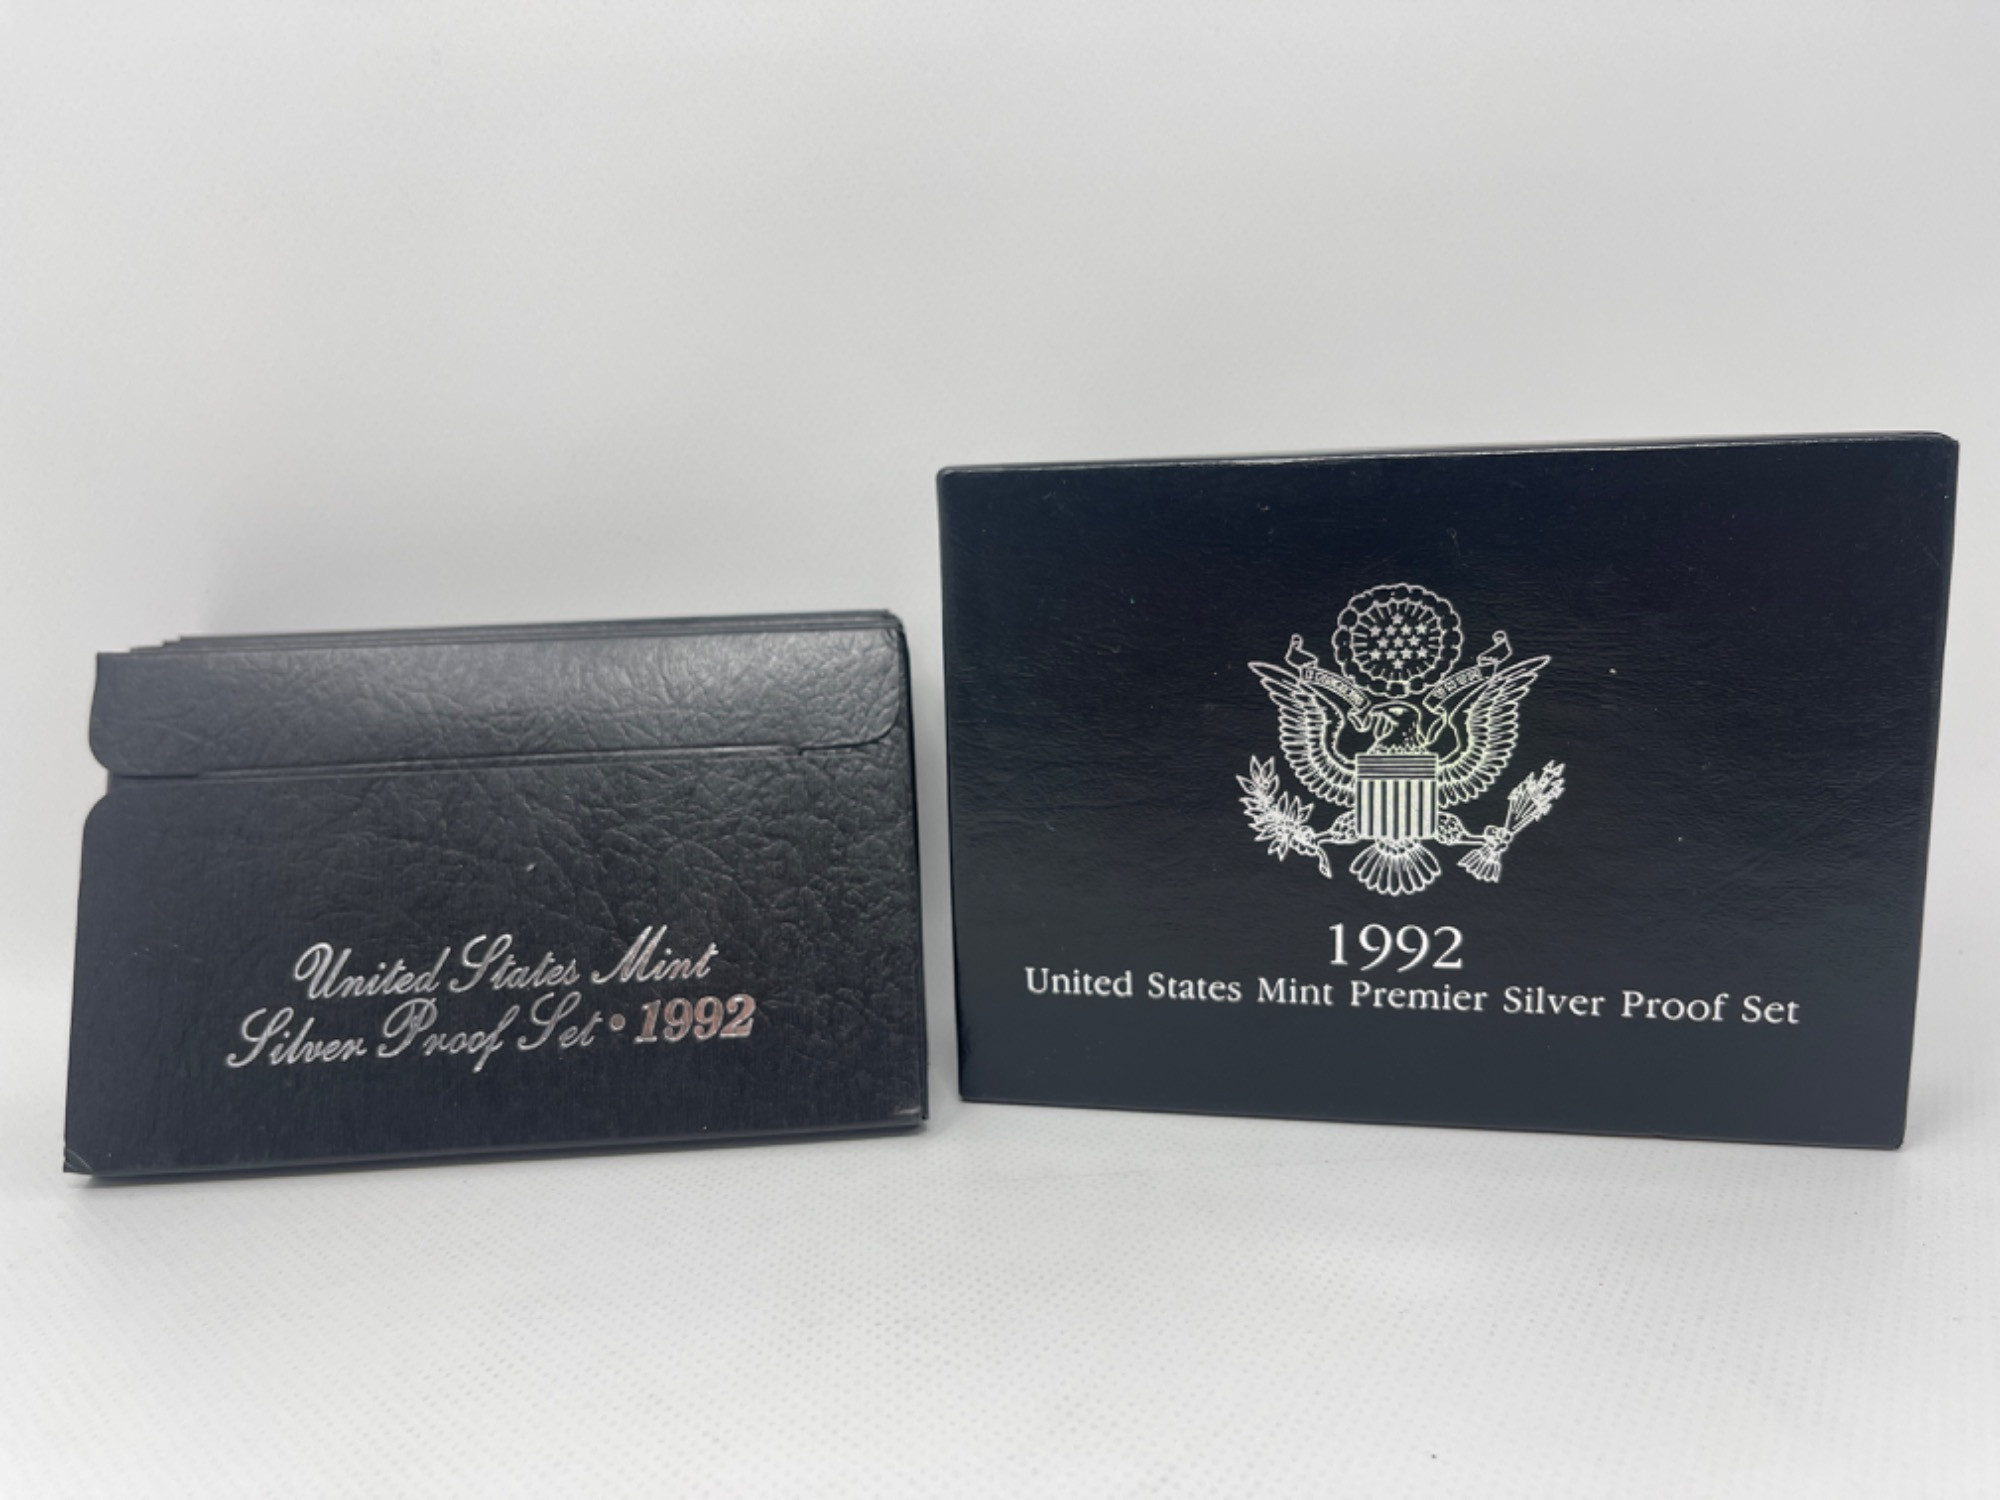 United States Mint
Silver Proof Set • 1992
1992
United States Mint Premier Silver Proof Set